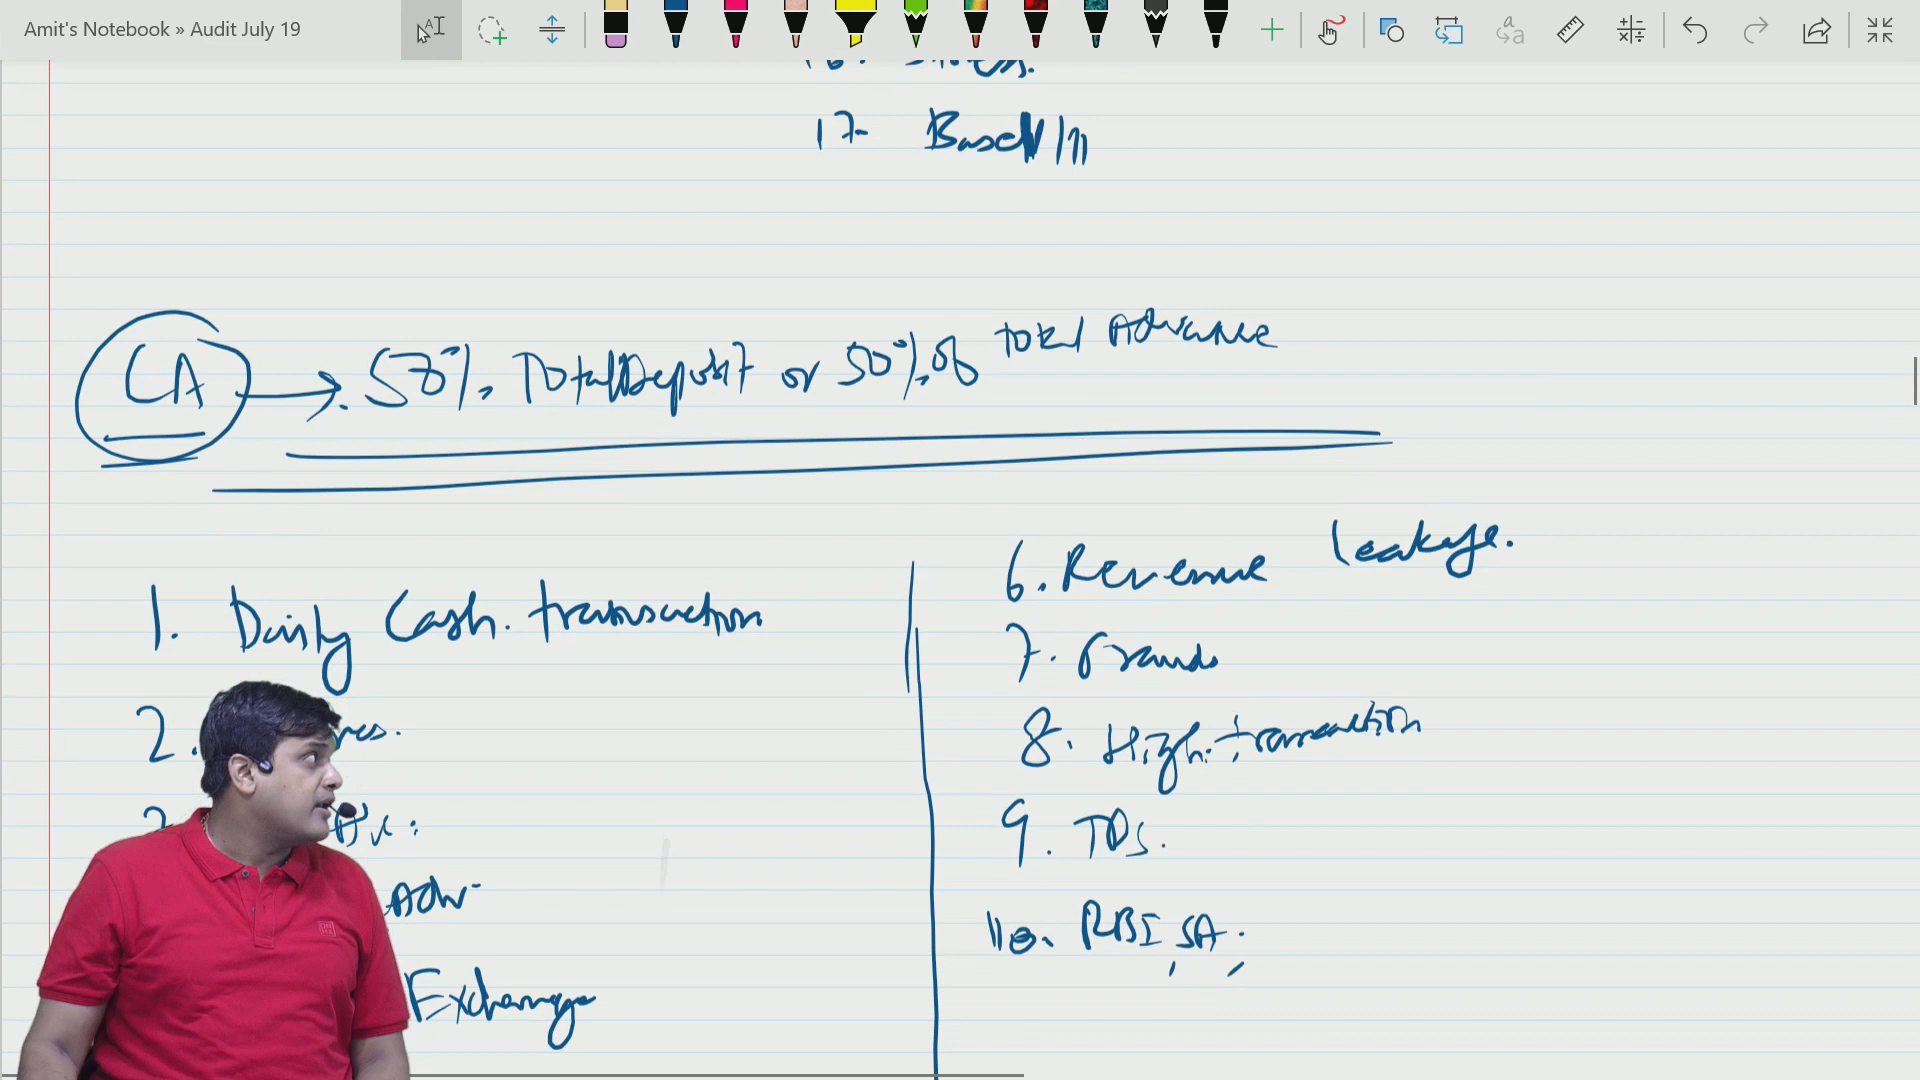 Amit's Notebook » Audit July 19
17- Basel III
CA → 50% Total Deposit or 50% of Total Advance
1. Daily Cash. transaction
2.
Adv
Exchange
6. Revenue leakage.
7. Frauds
8. High. transaction
9. TDS.
10. RBI SA.